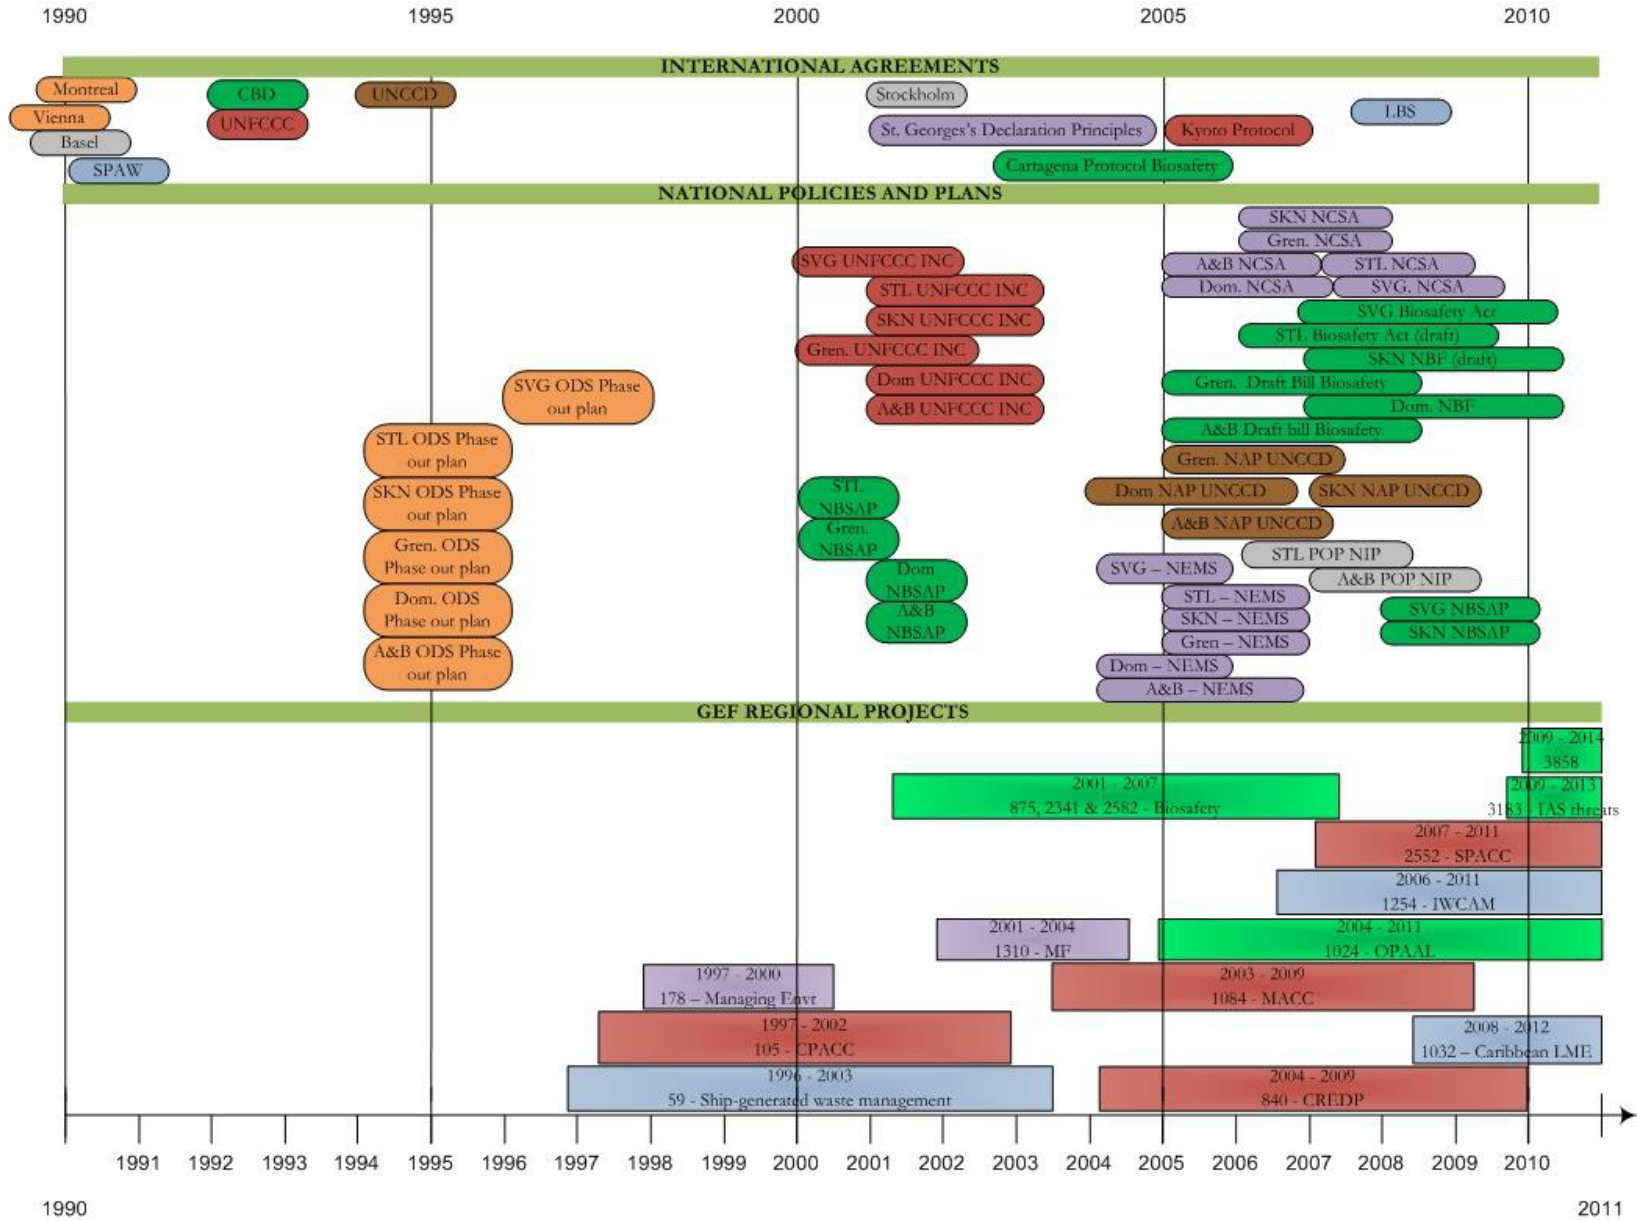 1990 1995 2000 2005 2010
INTERNATIONAL AGREEMENTS
Montreal
CBD
UNCCD
Stockholm
LBS
Vienna
UNFCCC
St. Georges's Declaration Principles
Kyoto Protocol
Basel
SPAW
Cartagena Protocol Biosafety
NATIONAL POLICIES AND PLANS
SKN NCSA
Gren. NCSA
SVG UNFCCC INC
A&B NCSA
STL NCSA
STL UNFCCC INC
Dom. NCSA
SVG. NCSA
SVG Biosafety Act
SKN UNFCCC INC
STL Biosafety Act (draft)
Gren. UNFCCC INC
SKN NBF (draft)
SVG ODS Phase
out plan
Dom UNFCCC INC
Gren. Draft Bill Biosafety
A&B UNFCCC INC
Dom. NBF
A&B Draft bill Biosafety
STL ODS Phase
out plan
Gren. NAP UNCCD
SKN ODS Phase
out plan
STL
NBSAP
Dom NAP UNCCD
SKN NAP UNCCD
Gren.
NBSAP
A&B NAP UNCCD
Gren. ODS
Phase out plan
STL POP NIP
Dom
NBSAP
SVG – NEMS
A&B POP NIP
Dom. ODS
Phase out plan
STL – NEMS
A&B
NBSAP
SVG NBSAP
SKN – NEMS
SKN NBSAP
Gren – NEMS
A&B ODS Phase
out plan
Dom – NEMS
A&B – NEMS
GEF REGIONAL PROJECTS
2009 - 2014
3858
2001 - 2007
875, 2341 & 2582 - Biosafety
2009 - 2013
3183 - IAS threats
2007 - 2011
2552 - SPACC
2006 - 2011
1254 - IWCAM
2001 - 2004
1310 - MF
2004 - 2011
1024 - OPAAL
1997 - 2000
178 – Managing Envt
2003 - 2009
1084 - MACC
1997 - 2002
105 - CPACC
2008 - 2012
1032 – Caribbean LME
1996 - 2003
59 - Ship-generated waste management
2004 - 2009
840 - CREDP
1991 1992 1993 1994 1995 1996 1997 1998 1999 2000 2001 2002 2003 2004 2005 2006 2007 2008 2009 2010
1990 2011